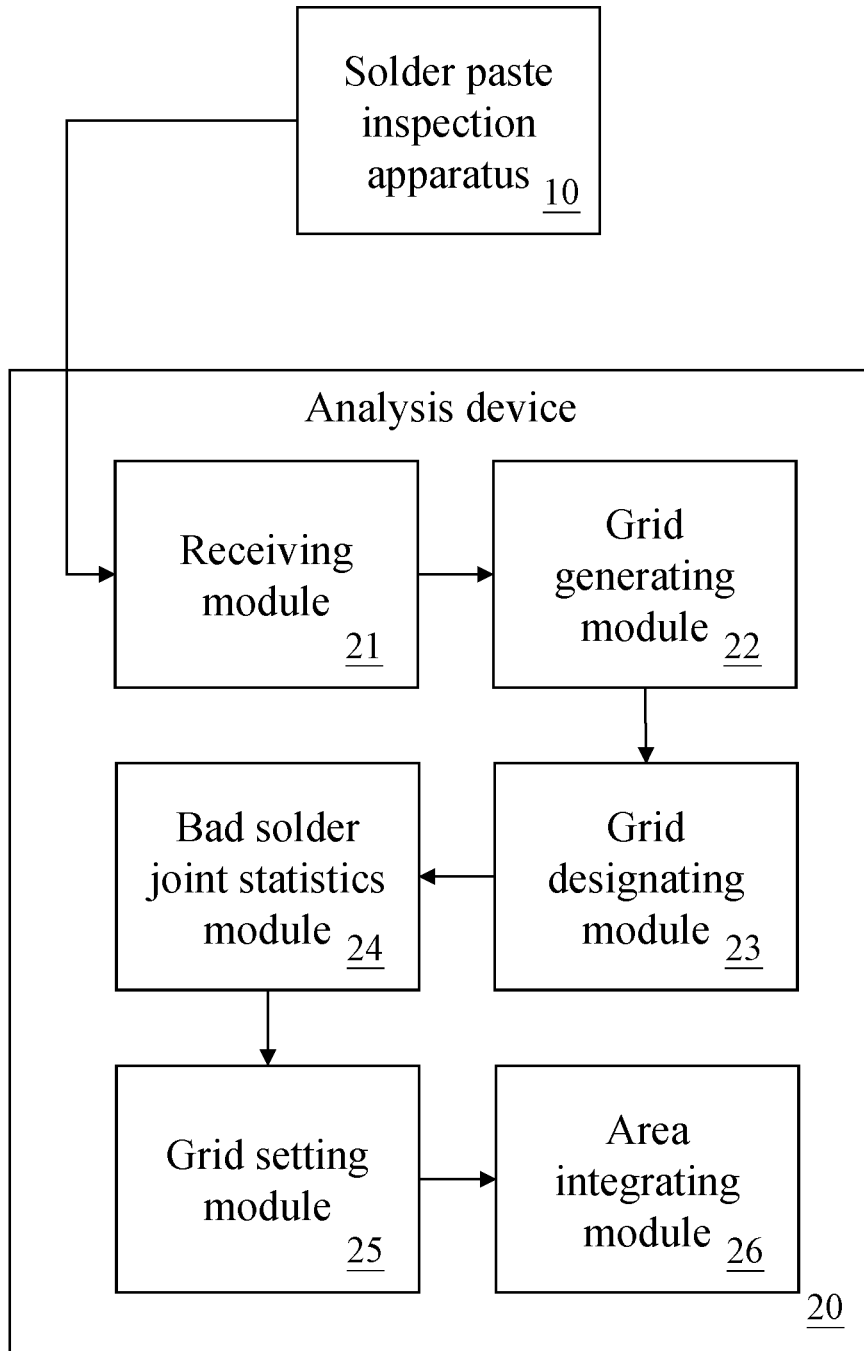 Solder paste
inspection
apparatus
10
Analysis device
Receiving
module
21
Grid
generating
module
22
Bad solder
joint statistics
module
24
Grid
designating
module
23
Grid setting
module
25
Area
integrating
module
26
20